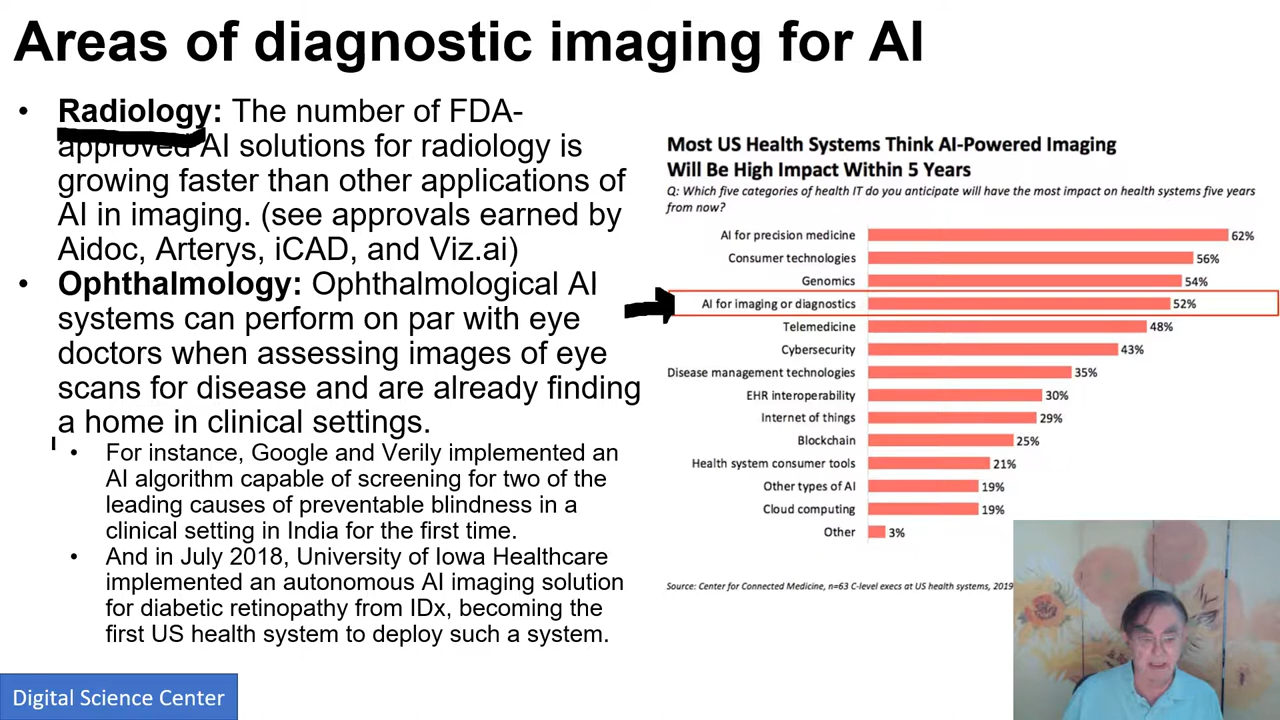 Areas of diagnostic imaging for AI
• Radiology: The number of FDA-
approved AI solutions for radiology is
growing faster than other applications of
AI in imaging. (see approvals earned by
Aidoc, Arterys, iCAD, and Viz.ai)
• Ophthalmology: Ophthalmological AI
systems can perform on par with eye
doctors when assessing images of eye
scans for disease and are already finding
a home in clinical settings.
• For instance, Google and Verily implemented an
AI algorithm capable of screening for two of the
leading causes of preventable blindness in a
clinical setting in India for the first time.
• And in July 2018, University of Iowa Healthcare
implemented an autonomous AI imaging solution
for diabetic retinopathy from IDx, becoming the
first US health system to deploy such a system.
Most US Health Systems Think AI-Powered Imaging
Will Be High Impact Within 5 Years
Q: Which five categories of health IT do you anticipate will have the most impact on health systems five years
from now?
AI for precision medicine 62%
Consumer technologies 56%
Genomics 54%
AI for imaging or diagnostics 52%
Telemedicine 48%
Cybersecurity 43%
Disease management technologies 35%
EHR interoperability 30%
Internet of things 29%
Blockchain 25%
Health system consumer tools 21%
Other types of AI 19%
Cloud computing 19%
Other 3%
Source: Center for Connected Medicine, n=63 C-level execs at US health systems, 2019
Digital Science Center